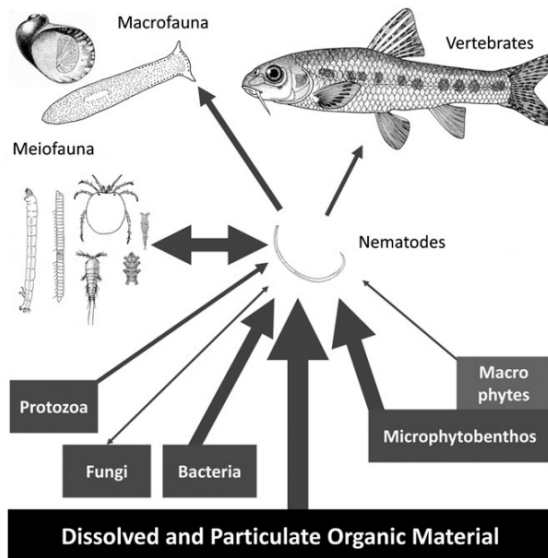 Macrofauna
Vertebrates
Meiofauna
Nematodes
Protozoa
Fungi
Bacteria
Macro
phytes
Microphytobenthos
Dissolved and Particulate Organic Material